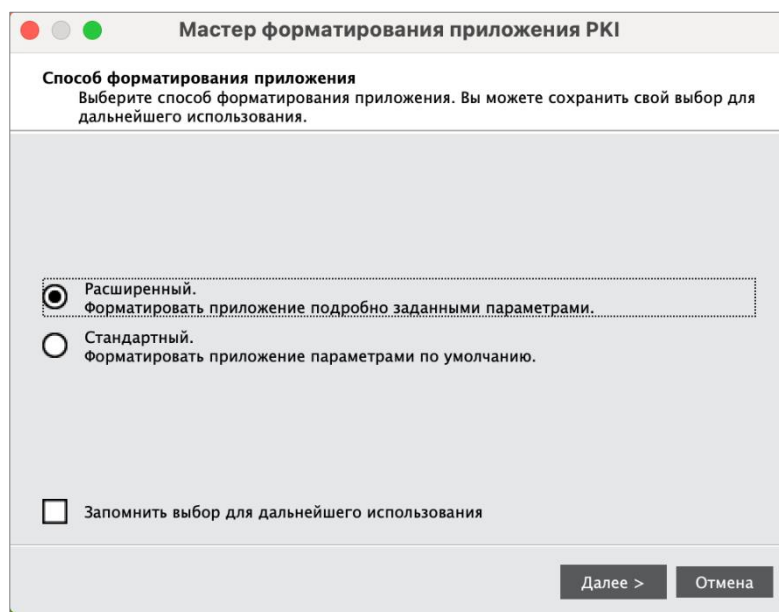 Мастер форматирования приложения PKI
Способ форматирования приложения
Выберите способ форматирования приложения. Вы можете сохранить свой выбор для
дальнейшего использования.
Расширенный.
Форматировать приложение подробно заданными параметрами.
Стандартный.
Форматировать приложение параметрами по умолчанию.
Запомнить выбор для дальнейшего использования
Далее >
Отмена